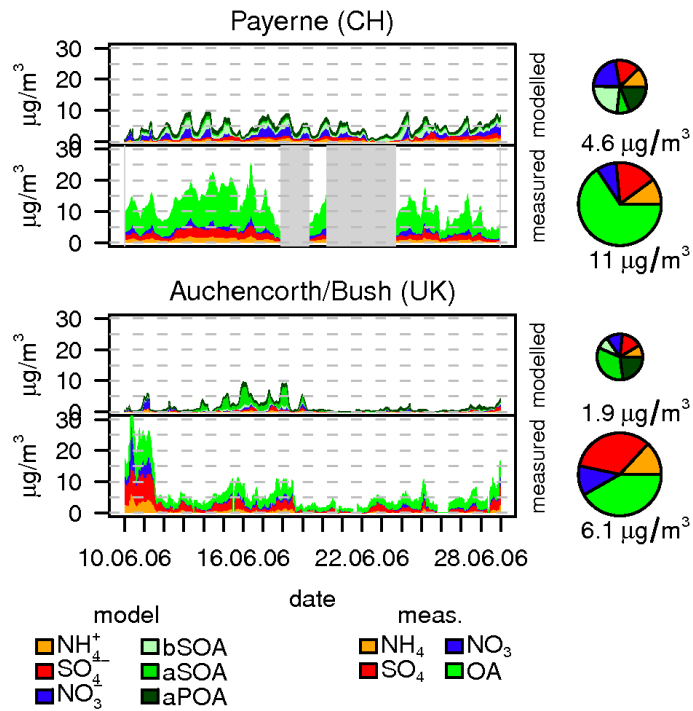 Payerne (CH)
30
20
10
0
µg/m³
modelled
4.6 µg/m³
30
20
10
0
µg/m³
measured
11 µg/m³
Auchencorth/Bush (UK)
30
20
10
0
µg/m³
modelled
1.9 µg/m³
30
20
10
0
µg/m³
measured
6.1 µg/m³
10.06.06 16.06.06 22.06.06 28.06.06
date
model meas.
NH₄⁺ bSOA NH₄ NO₃
SO₄⁻⁻ aSOA SO₄ OA
NO₃⁻ aPOA